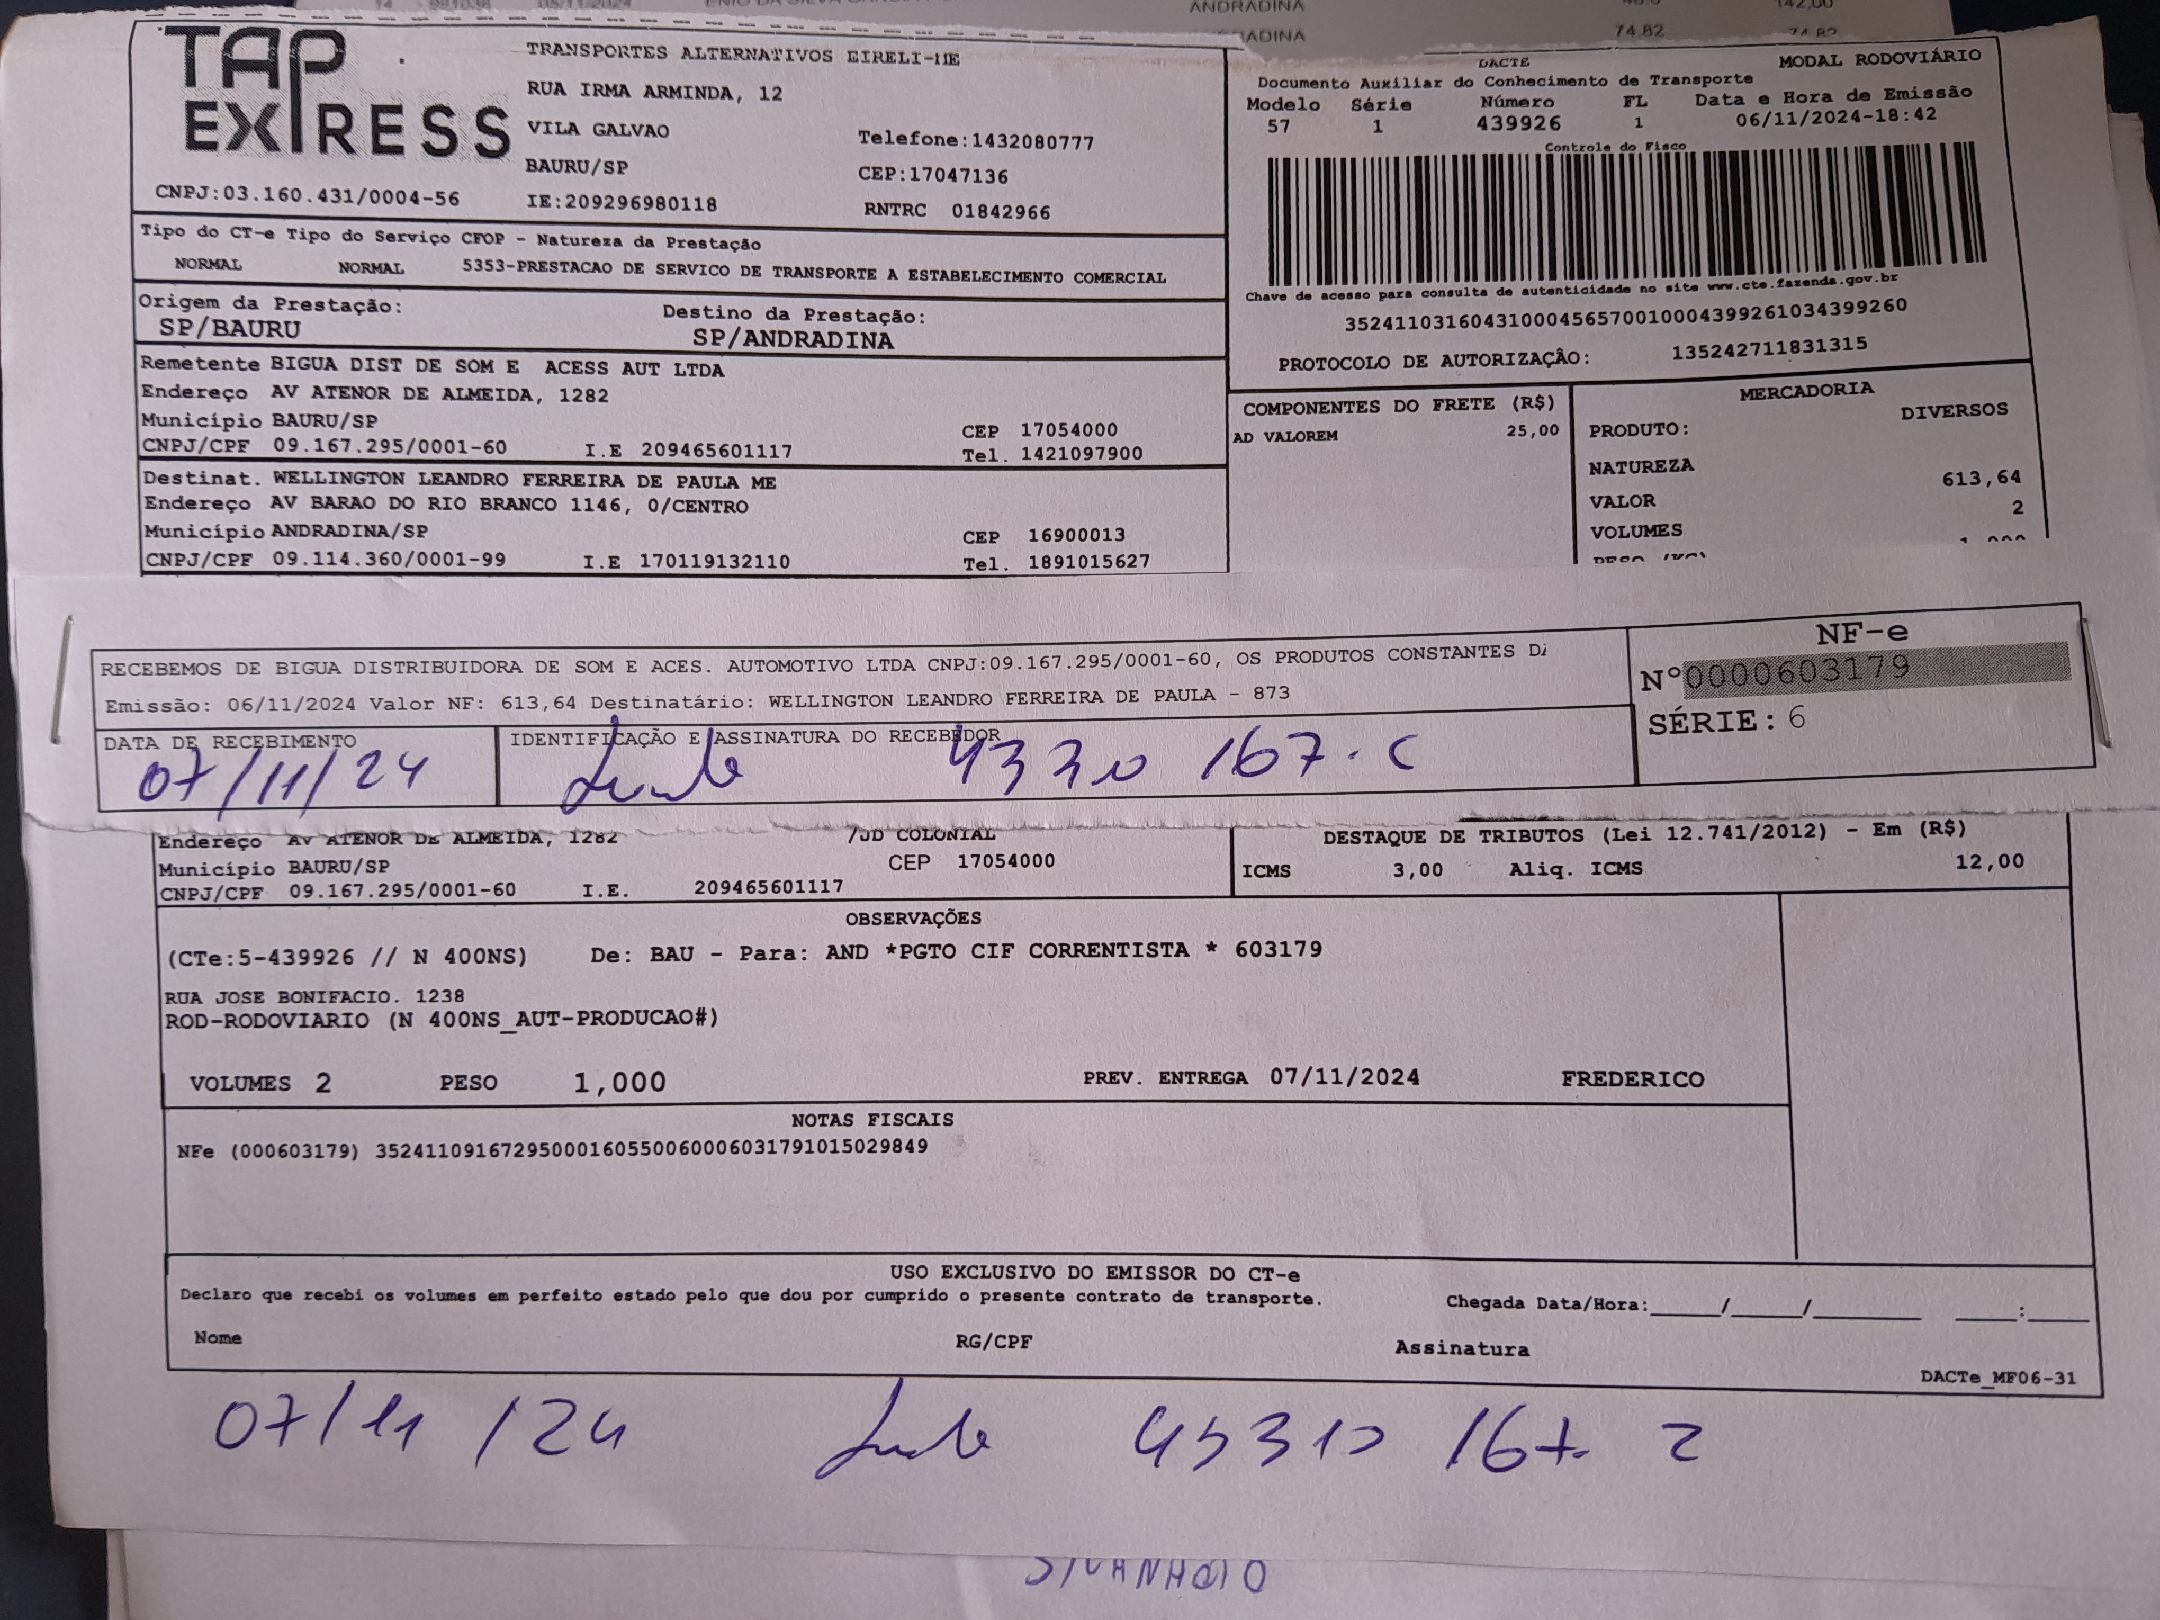 ANDRADINA
142,00
74.82
TAP EXPRESS
TRANSPORTES ALTERNATIVOS EIRELI-ME
RUA IRMA ARMINDA, 12
VILA GALVAO Telefone:1432080777
BAURU/SP CEP:17047136
CNPJ:03.160.431/0004-56 IE:209296980118 RNTRC 01842966
DACTE MODAL RODOVIÁRIO
Documento Auxiliar do Conhecimento de Transporte
Modelo Série Número FL Data e Hora de Emissão
57 1 439926 1 06/11/2024-18:42
Controle do Fisco
Chave de acesso para consulta de autenticidade no site www.cte.fazenda.gov.br
35241103160431000456570010004399261034399260
PROTOCOLO DE AUTORIZAÇÃO: 135242711831315
Tipo do CT-e Tipo do Serviço CFOP - Natureza da Prestação
NORMAL NORMAL 5353-PRESTACAO DE SERVICO DE TRANSPORTE A ESTABELECIMENTO COMERCIAL
Origem da Prestação: Destino da Prestação:
SP/BAURU SP/ANDRADINA
Remetente BIGUA DIST DE SOM E ACESS AUT LTDA
Endereço AV ATENOR DE ALMEIDA, 1282
Município BAURU/SP CEP 17054000
CNPJ/CPF 09.167.295/0001-60 I.E 209465601117 Tel. 1421097900
Destinat. WELLINGTON LEANDRO FERREIRA DE PAULA ME
Endereço AV BARAO DO RIO BRANCO 1146, 0/CENTRO
Município ANDRADINA/SP CEP 16900013
CNPJ/CPF 09.114.360/0001-99 I.E 170119132110 Tel. 1891015627
COMPONENTES DO FRETE (R$)
AD VALOREM 25,00
MERCADORIA
PRODUTO: DIVERSOS
NATUREZA
VALOR 613,64
VOLUMES 2
PESO (KG) 1,000
RECEBEMOS DE BIGUA DISTRIBUIDORA DE SOM E ACES. AUTOMOTIVO LTDA CNPJ:09.167.295/0001-60, OS PRODUTOS CONSTANTES
Emissão: 06/11/2024 Valor NF: 613,64 Destinatário: WELLINGTON LEANDRO FERREIRA DE PAULA - 873
NF-e
Nº0000603179
SÉRIE: 6
DATA DE RECEBIMENTO IDENTIFICAÇÃO E ASSINATURA DO RECEBEDOR
07/11/24
Endereço AV ATENOR DE ALMEIDA, 1282 /JD COLONIAL
Município BAURU/SP CEP 17054000
CNPJ/CPF 09.167.295/0001-60 I.E. 209465601117
DESTAQUE DE TRIBUTOS (Lei 12.741/2012) - Em (R$)
ICMS 3,00 Aliq. ICMS 12,00
OBSERVAÇÕES
(CTe:5-439926 // N 400NS) De: BAU - Para: AND *PGTO CIF CORRENTISTA * 603179
RUA JOSE BONIFACIO. 1238
ROD-RODOVIARIO (N 400NS_AUT-PRODUCAO#)
VOLUMES 2 PESO 1,000 PREV. ENTREGA 07/11/2024 FREDERICO
NOTAS FISCAIS
NFe (000603179) 35241109167295000160550060006031791015029849
USO EXCLUSIVO DO EMISSOR DO CT-e
Declaro que recebi os volumes em perfeito estado pelo que dou por cumprido o presente contrato de transporte. Chegada Data/Hora:_____/_____/________ _____:_____
Nome RG/CPF Assinatura
DACTe_MF06-31
07/11/24